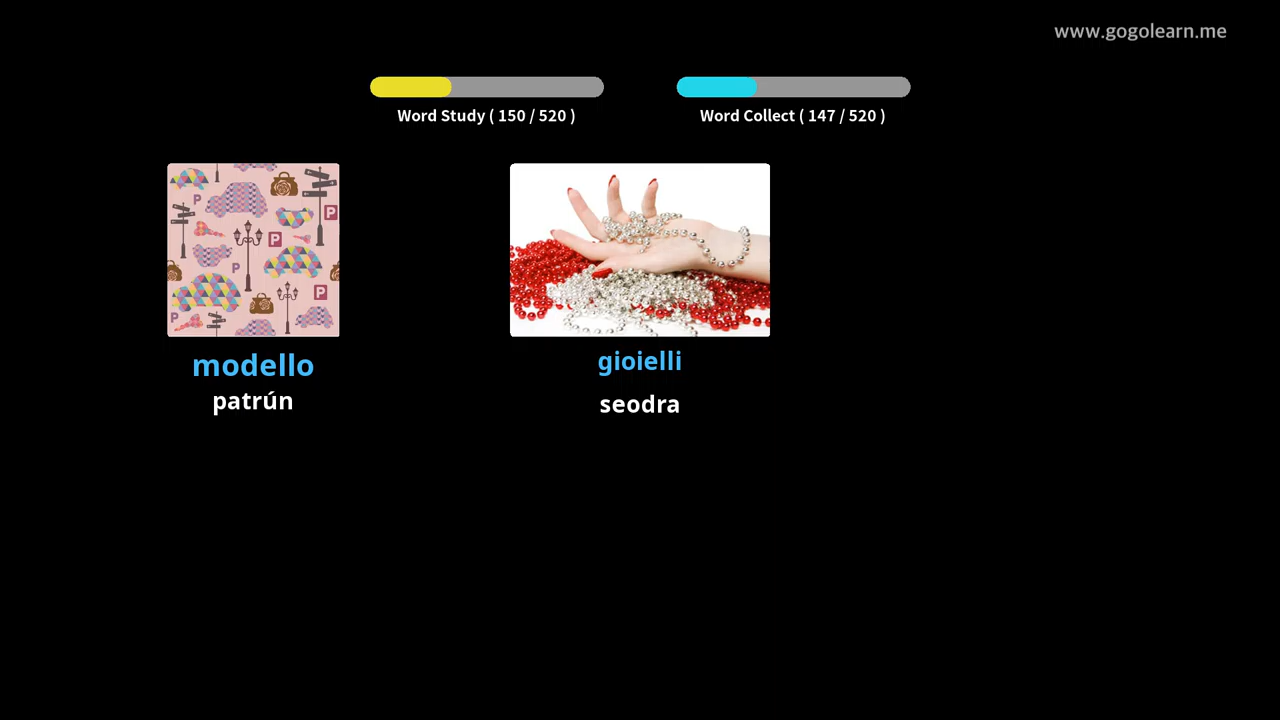 www.gogolearn.me
Word Study ( 150 / 520 )
Word Collect ( 147 / 520 )
P
P
P
P
P
P
modello
patrún
gioielli
seodra